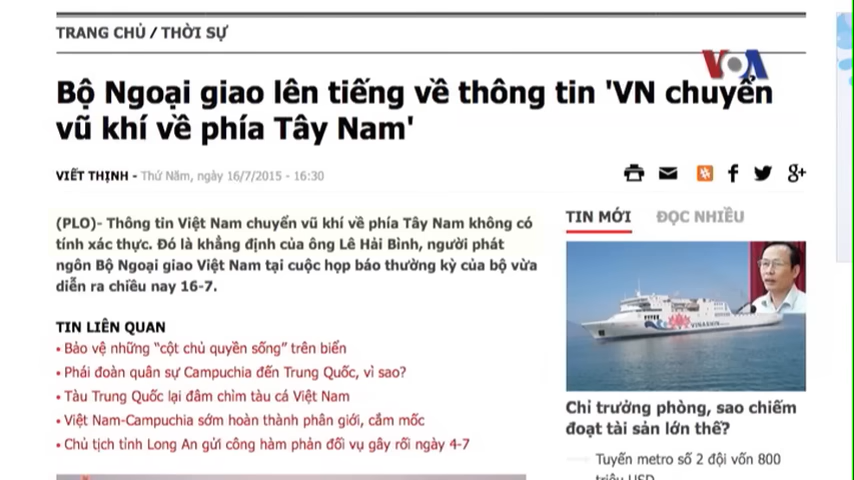 TRANG CHỦ / THỜI SỰ
VOA
Bộ Ngoại giao lên tiếng về thông tin 'VN chuyển
vũ khí về phía Tây Nam'
VIẾT THỊNH - Thứ Năm, ngày 16/7/2015 - 16:30
(PLO)- Thông tin Việt Nam chuyển vũ khí về phía Tây Nam không có
tính xác thực. Đó là khẳng định của ông Lê Hải Bình, người phát
ngôn Bộ Ngoại giao Việt Nam tại cuộc họp báo thường kỳ của bộ vừa
diễn ra chiều nay 16-7.
TIN LIÊN QUAN
• Bảo vệ những “cột chủ quyền sống” trên biển
• Phái đoàn quân sự Campuchia đến Trung Quốc, vì sao?
• Tàu Trung Quốc lại đâm chìm tàu cá Việt Nam
• Việt Nam-Campuchia sớm hoàn thành phân giới, cắm mốc
• Chủ tịch tỉnh Long An gửi công hàm phản đối vụ gây rối ngày 4-7
TIN MỚI ĐỌC NHIỀU
VINASHIN
Chỉ trưởng phòng, sao chiếm
đoạt tài sản lớn thế?
Tuyến metro số 2 đội vốn 800
triệu USD